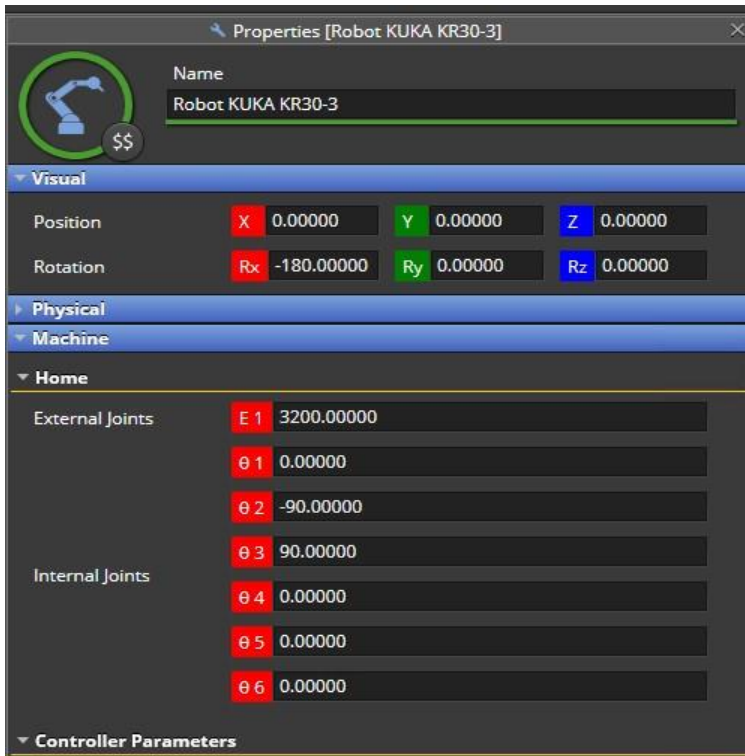 Properties [Robot KUKA KR30-3]
Name
Robot KUKA KR30-3
$$
Visual
Position X 0.00000 Y 0.00000 Z 0.00000
Rotation Rx -180.00000 Ry 0.00000 Rz 0.00000
Physical
Machine
Home
External Joints E 1 3200.00000
θ 1 0.00000
θ 2 -90.00000
θ 3 90.00000
Internal Joints
θ 4 0.00000
θ 5 0.00000
θ 6 0.00000
Controller Parameters